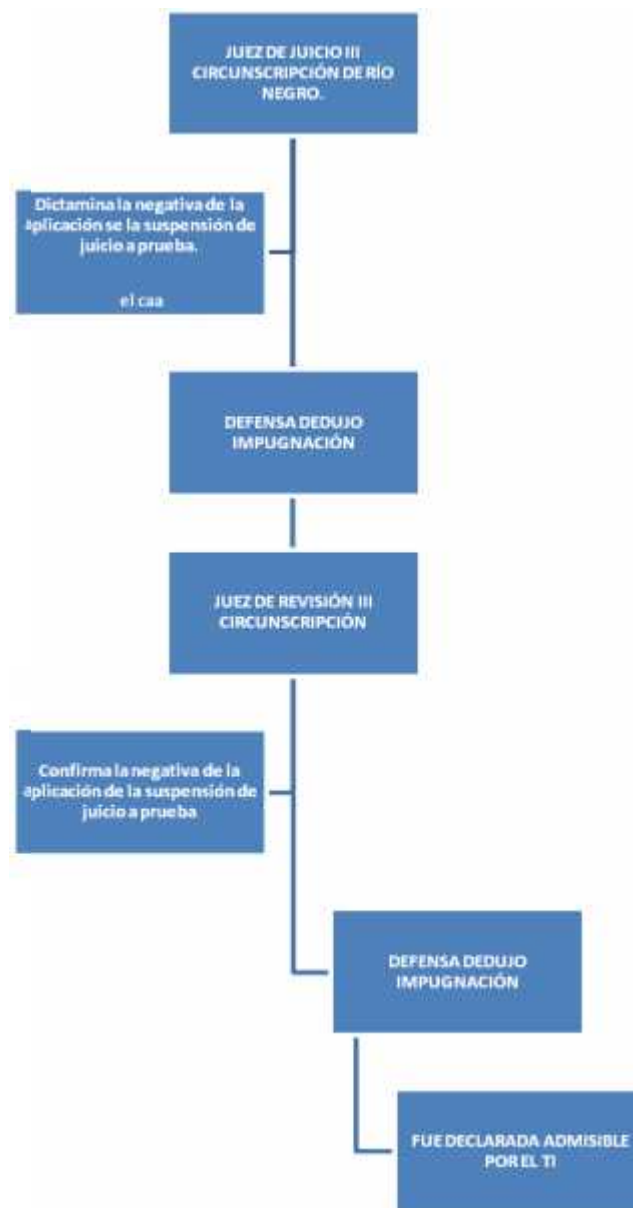 JUEZ DE JUICIO III
CIRCUNSCRIPCIÓN DE RÍO
NEGRO.
Dictamina la negativa de la
aplicación se la suspensión de
juicio a prueba.
el caa
DEFENSA DEDUJO
IMPUGNACIÓN
JUEZ DE REVISIÓN III
CIRCUNSCRIPCIÓN
Confirma la negativa de la
aplicación de la suspensión de
juicio a prueba
DEFENSA DEDUJO
IMPUGNACIÓN
FUE DECLARADA ADMISIBLE
POR EL TI